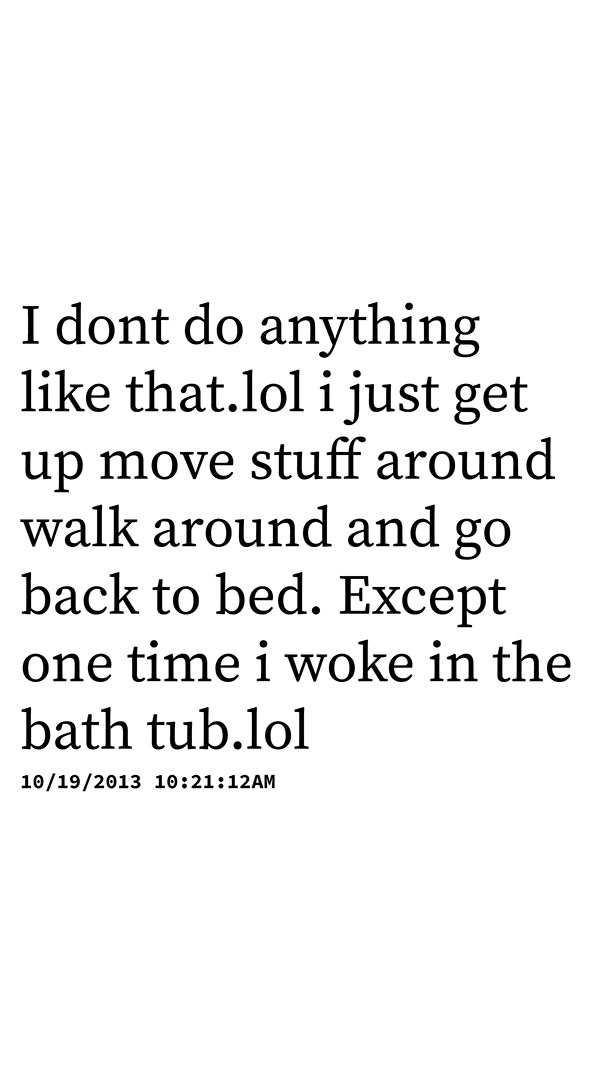 I dont do anything
like that.lol i just get
up move stuff around
walk around and go
back to bed. Except
one time i woke in the
bath tub.lol
10/19/2013 10:21:12AM